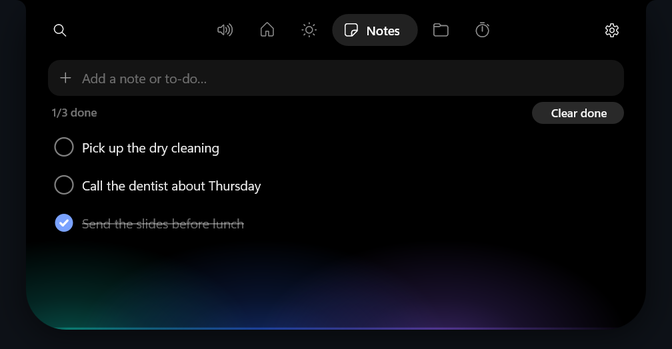 Notes
Add a note or to-do...
1/3 done
Clear done
Pick up the dry cleaning
Call the dentist about Thursday
Send the slides before lunch